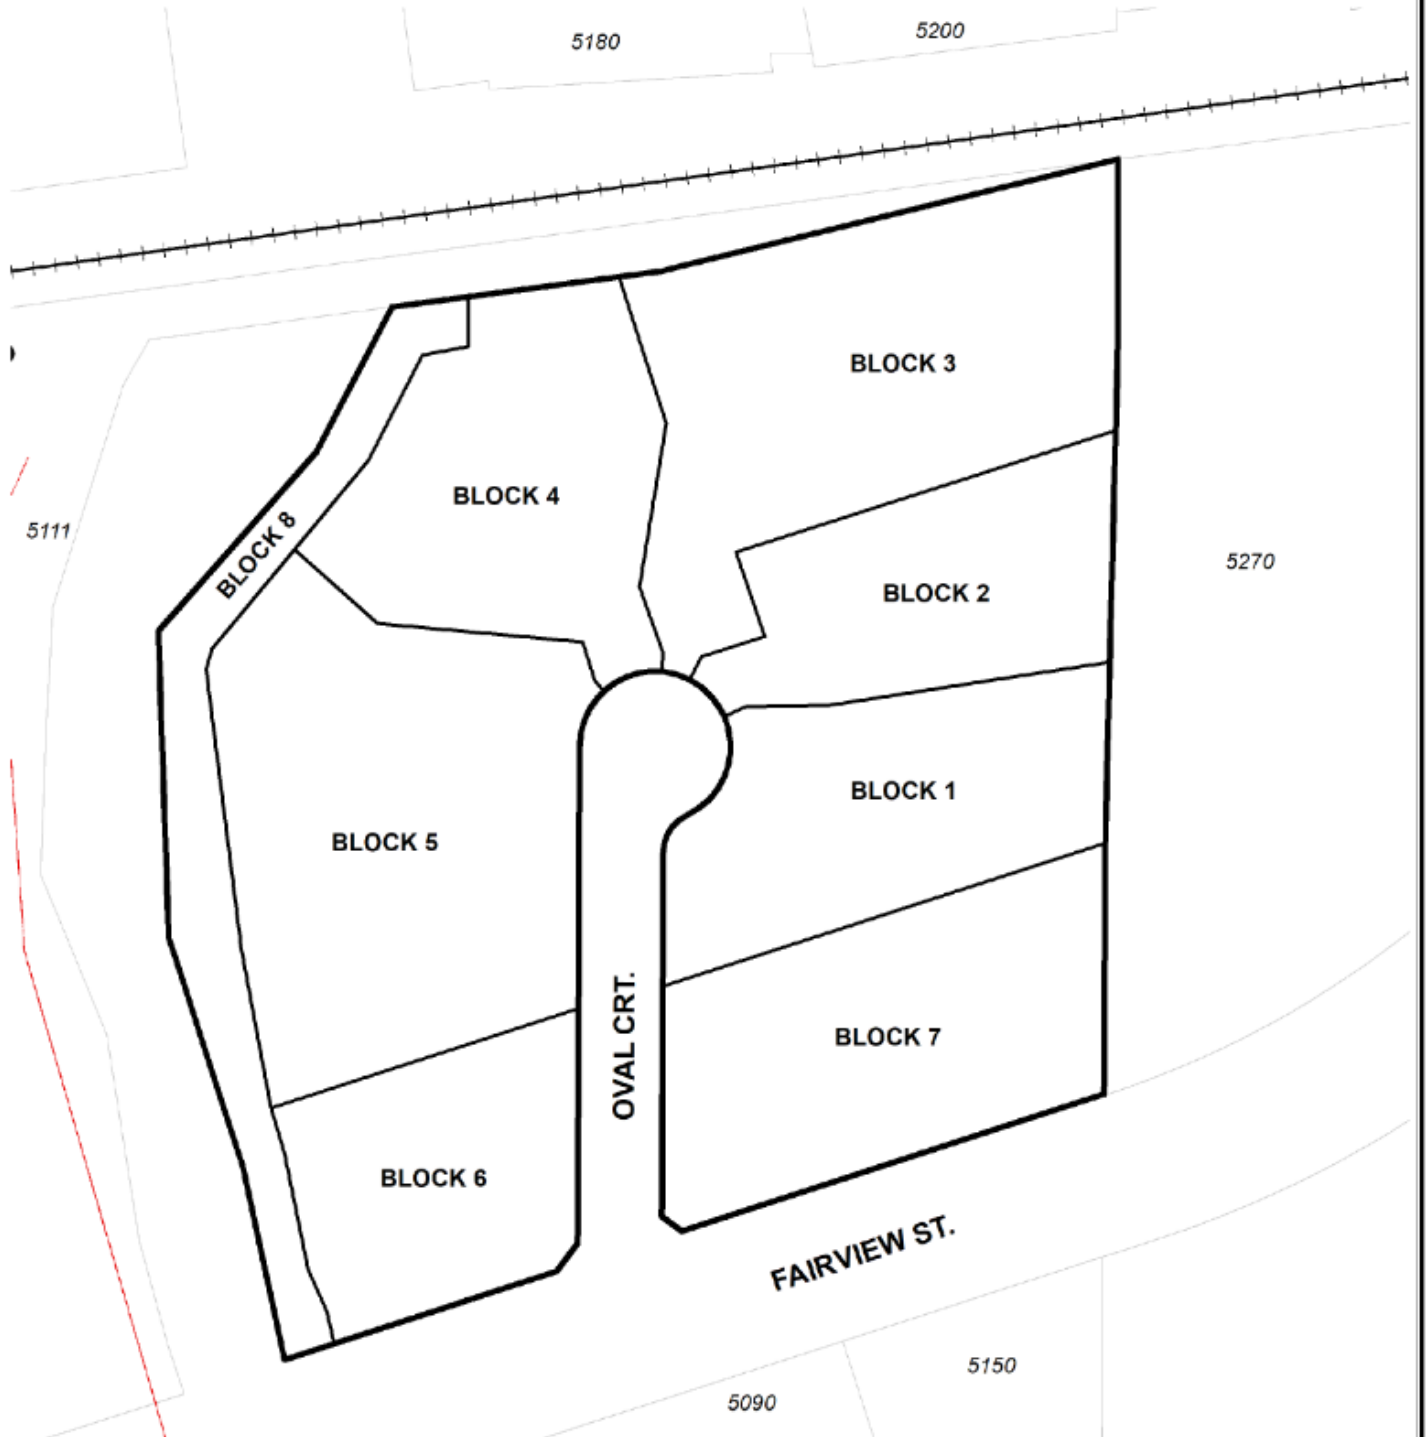 5200
5180
BLOCK 3
BLOCK 4
5111
BLOCK 8
5270
BLOCK 2
BLOCK 1
BLOCK 5
OVAL CRT.
BLOCK 7
BLOCK 6
FAIRVIEW ST.
5150
5090